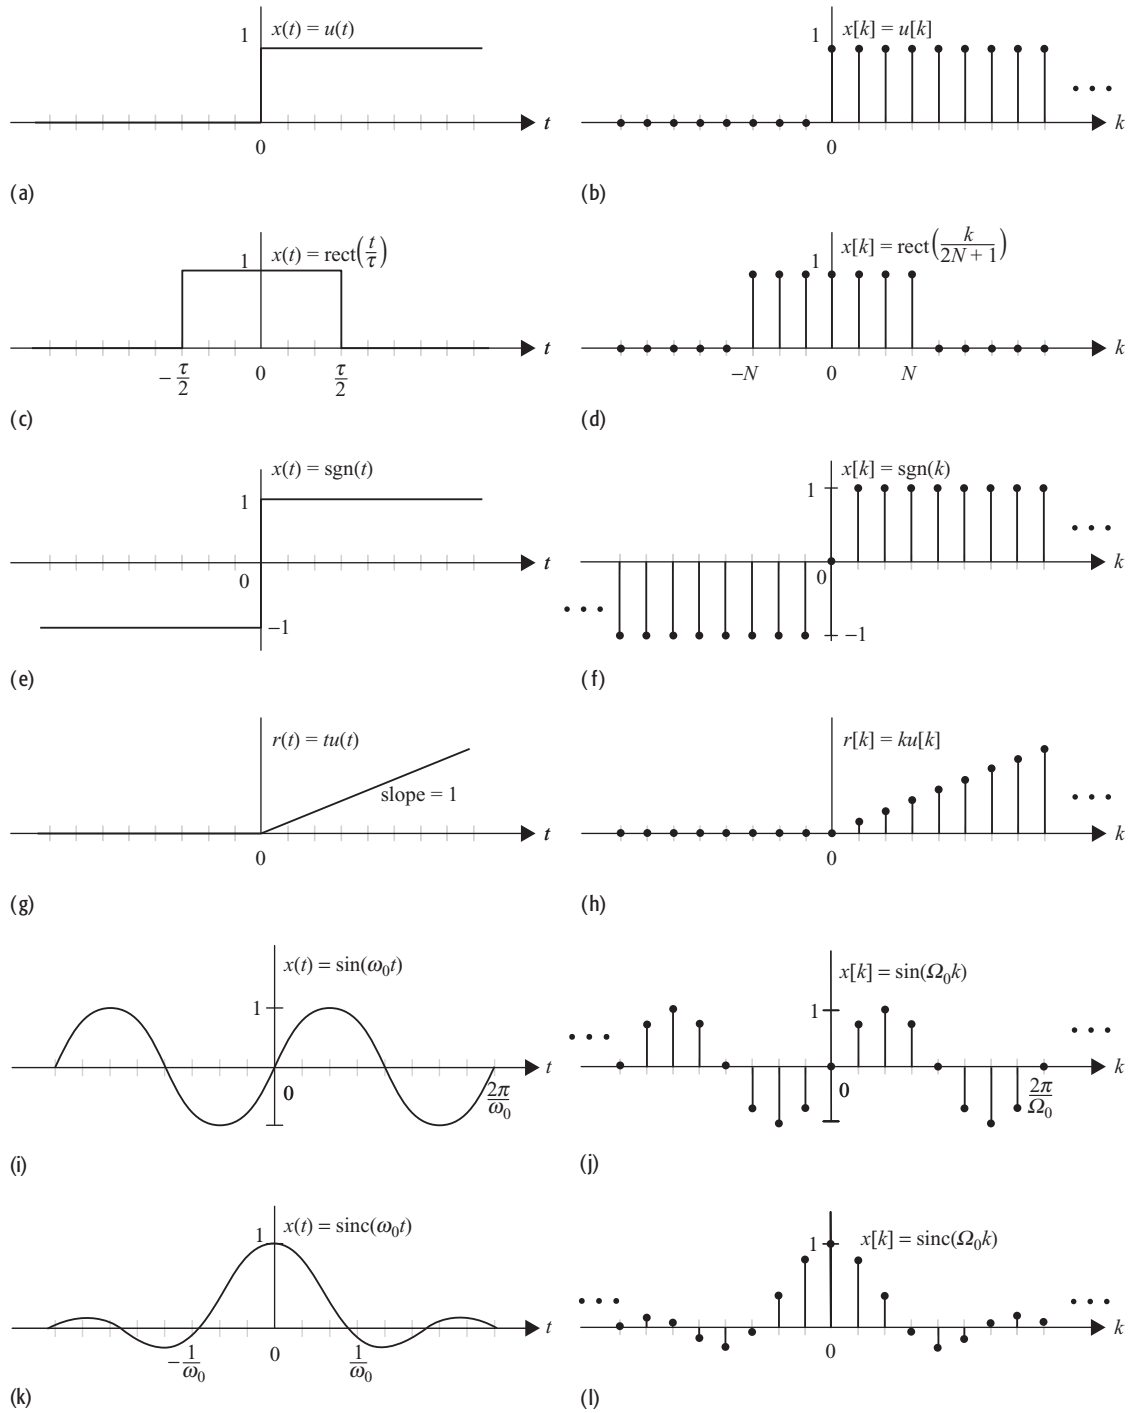 1 x(t) = u(t)
t
0
(a)
1 x[k] = u[k]
• • •
k
0
(b)
x(t) = rect(t/τ)
1
t
−τ/2 0 τ/2
(c)
x[k] = rect(k/2N + 1)
1
k
−N 0 N
(d)
x(t) = sgn(t)
1
t
0
−1
(e)
x[k] = sgn(k)
1
• • •
k
0
• • •
−1
(f)
r(t) = tu(t)
slope = 1
t
0
(g)
r[k] = ku[k]
• • •
k
0
(h)
x(t) = sin(ω₀t)
1
t
0 2π/ω₀
(i)
x[k] = sin(Ω₀k)
1
• • • • • •
k
0 2π/Ω₀
(j)
1 x(t) = sinc(ω₀t)
t
−1/ω₀ 0 1/ω₀
(k)
1 x[k] = sinc(Ω₀k)
• • • • • •
k
0
(l)